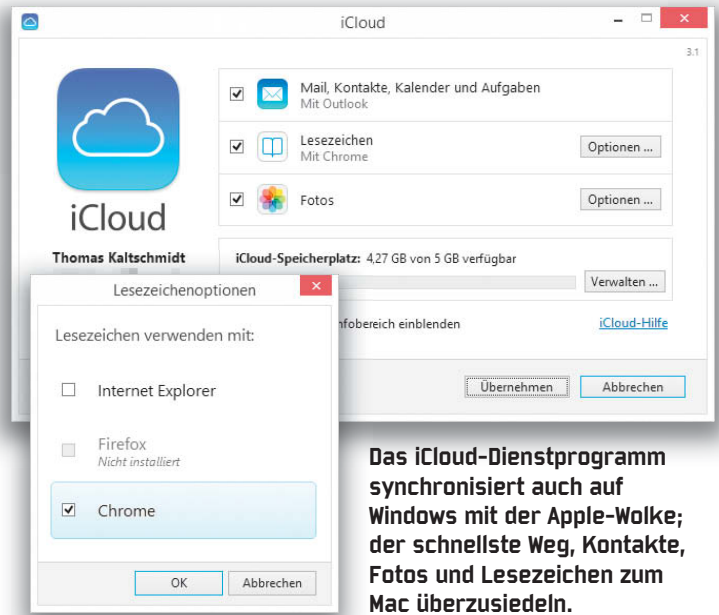 iCloud
3.1
Mail, Kontakte, Kalender und Aufgaben
Mit Outlook
Lesezeichen
Mit Chrome
Optionen ...
Fotos
Optionen ...
iCloud
Thomas Kaltschmidt
iCloud-Speicherplatz: 4,27 GB von 5 GB verfügbar
Verwalten ...
einblenden
iCloud-Hilfe
Übernehmen
Abbrechen
Lesezeichenoptionen
Lesezeichen verwenden mit:
Internet Explorer
Firefox
Nicht installiert
Chrome
OK
Abbrechen
Das iCloud-Dienstprogramm
synchronisiert auch auf
Windows mit der Apple-Wolke;
der schnellste Weg, Kontakte,
Fotos und Lesezeichen zum
Mac überzusiedeln.